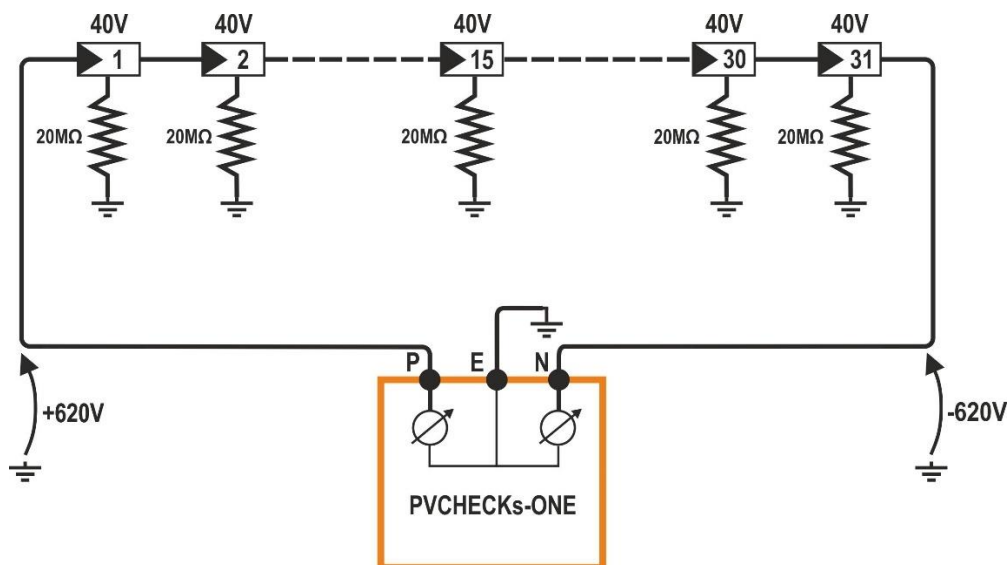 40V 40V 40V 40V 40V
1 2 15 30 31
20MΩ 20MΩ 20MΩ 20MΩ 20MΩ
P E N
+620V -620V
PVCHECKs-ONE